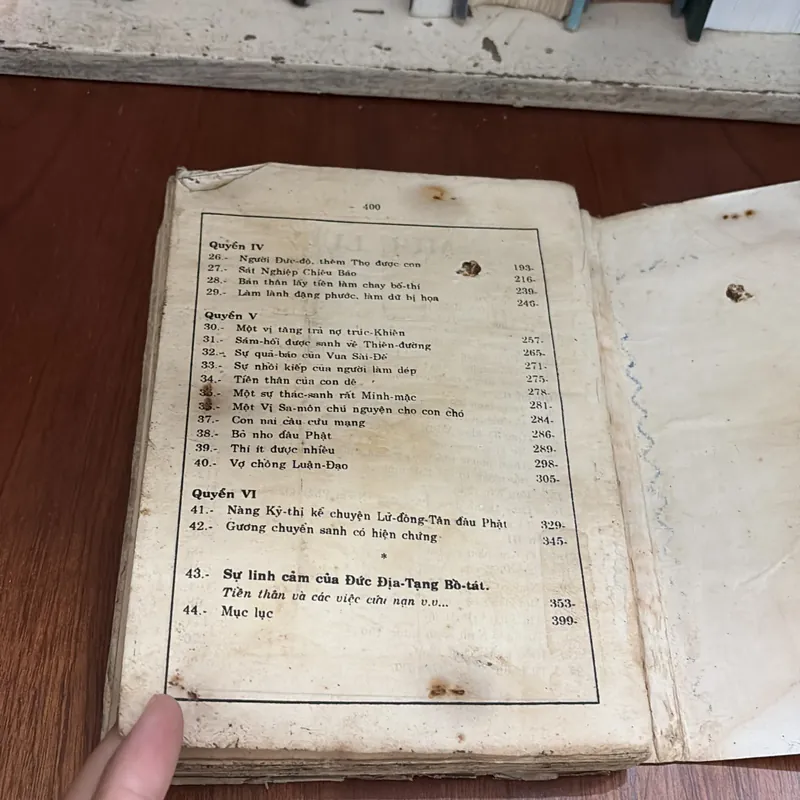 - 400
Quyển IV
26.- Người Đức-độ, thêm Thọ được con 193-
27.- Sát Nghiệp Chiêu Báo 216-
28.- Bán thân lấy tiền làm chay bố-thí 239-
29.- Làm lành đặng phước, làm dữ bị họa 246-
Quyển V
30.- Một vị tăng trả nợ trúc-Khiên 257-
31.- Sám-hối được sanh về Thiên-đường 265-
32.- Sự quả-báo của Vua Sài-Đế 271-
33.- Sự nhồi kiếp của người làm dép 275-
34.- Tiền thân của con dê 278-
35.- Một sự thác-sanh rất Minh-mặc 281-
36.- Một Vị Sa-môn chú nguyện cho con chó 284-
37.- Con nai cầu cứu mạng 286-
38.- Bỏ nho đầu Phật 289-
39.- Thí ít được nhiều 298-
40.- Vợ chồng Luận-Đạo 305-
Quyển VI
41.- Nàng Kỷ-thị kể chuyện Lử-đồng-Tân đầu Phật 329-
42.- Gương chuyển sanh có hiện chứng 345-
*
43.- Sự linh cảm của Đức Địa-Tạng Bồ-tát.
Tiền thân và các việc cứu nạn v.v... 353-
44.- Mục lục 399-